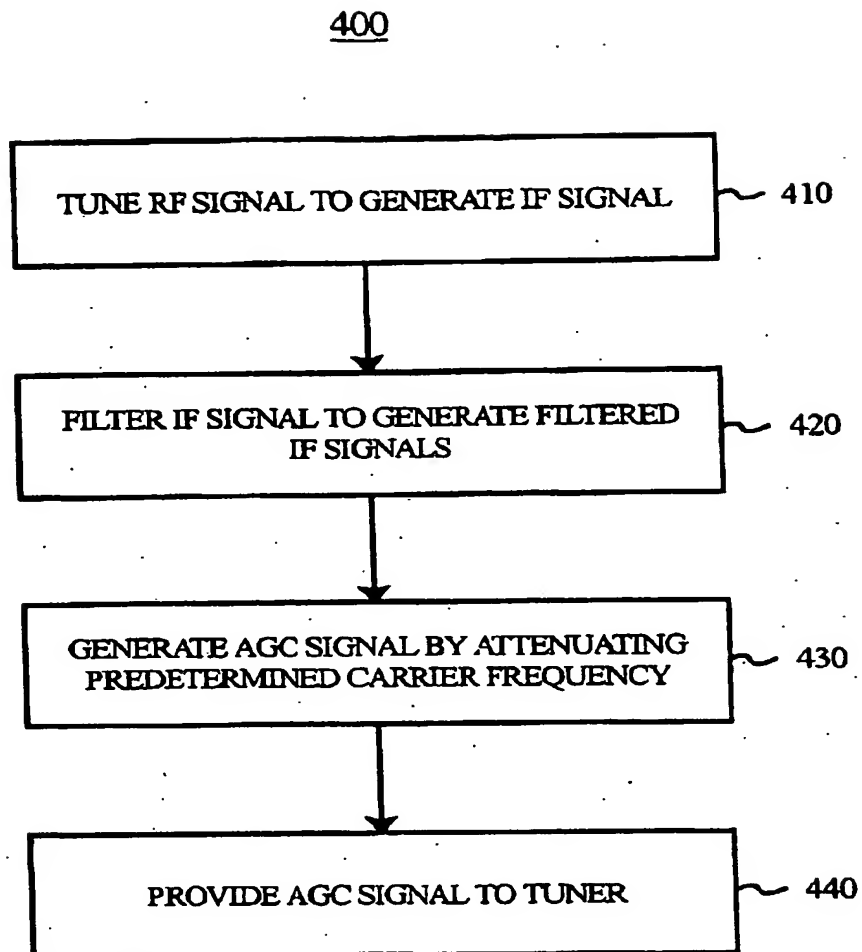 400
TUNE RF SIGNAL TO GENERATE IF SIGNAL
410
FILTER IF SIGNAL TO GENERATE FILTERED
IF SIGNALS
420
GENERATE AGC SIGNAL BY ATTENUATING
PREDETERMINED CARRIER FREQUENCY
430
PROVIDE AGC SIGNAL TO TUNER
440